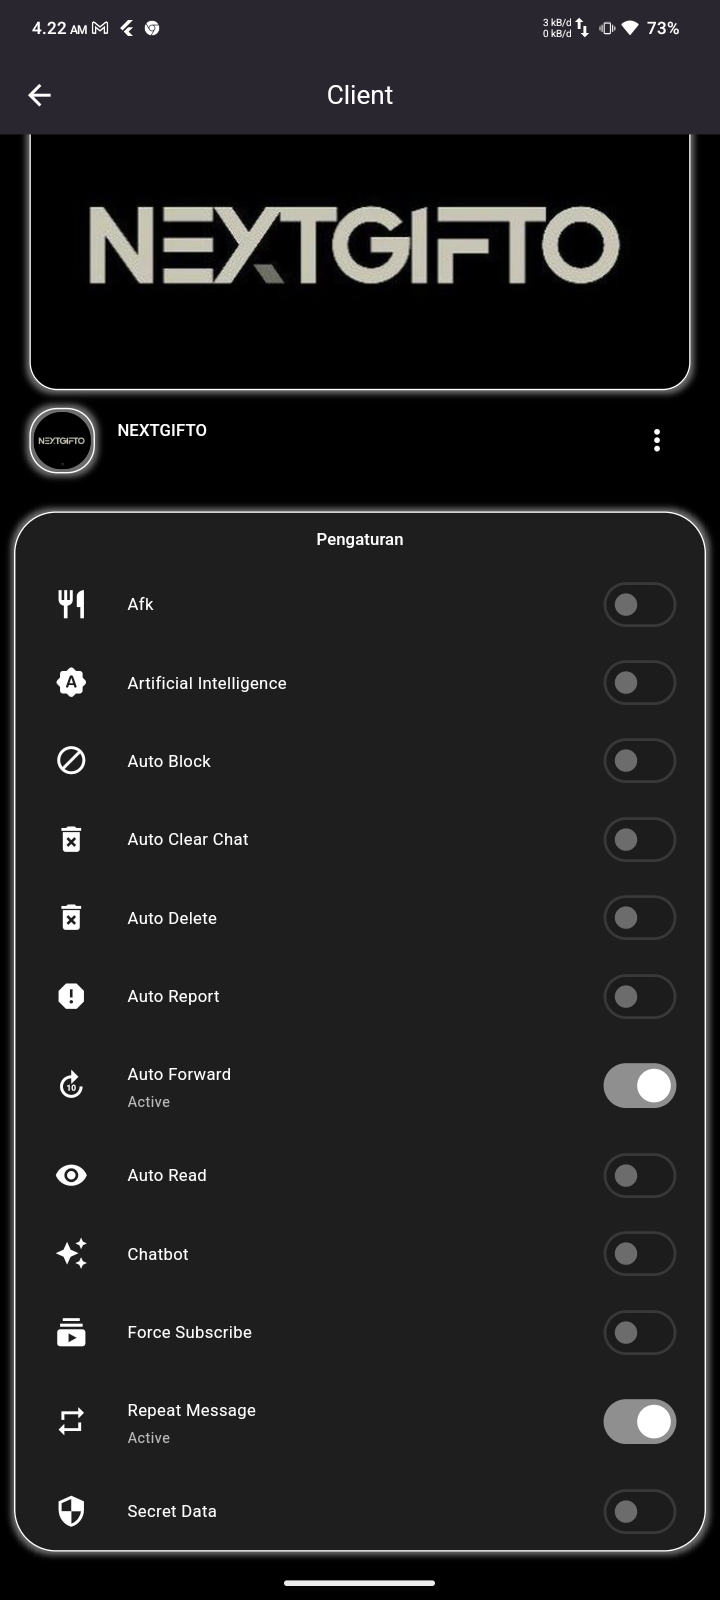 4.22 AM
3 kB/d
0 kB/d
73%
Client
NEXTGIFTO
NEXTGIFTO
NEXTGIFTO
Pengaturan
Afk
A
Artificial Intelligence
Auto Block
Auto Clear Chat
Auto Delete
Auto Report
Auto Forward
10
Active
Auto Read
Chatbot
Force Subscribe
Repeat Message
Active
Secret Data